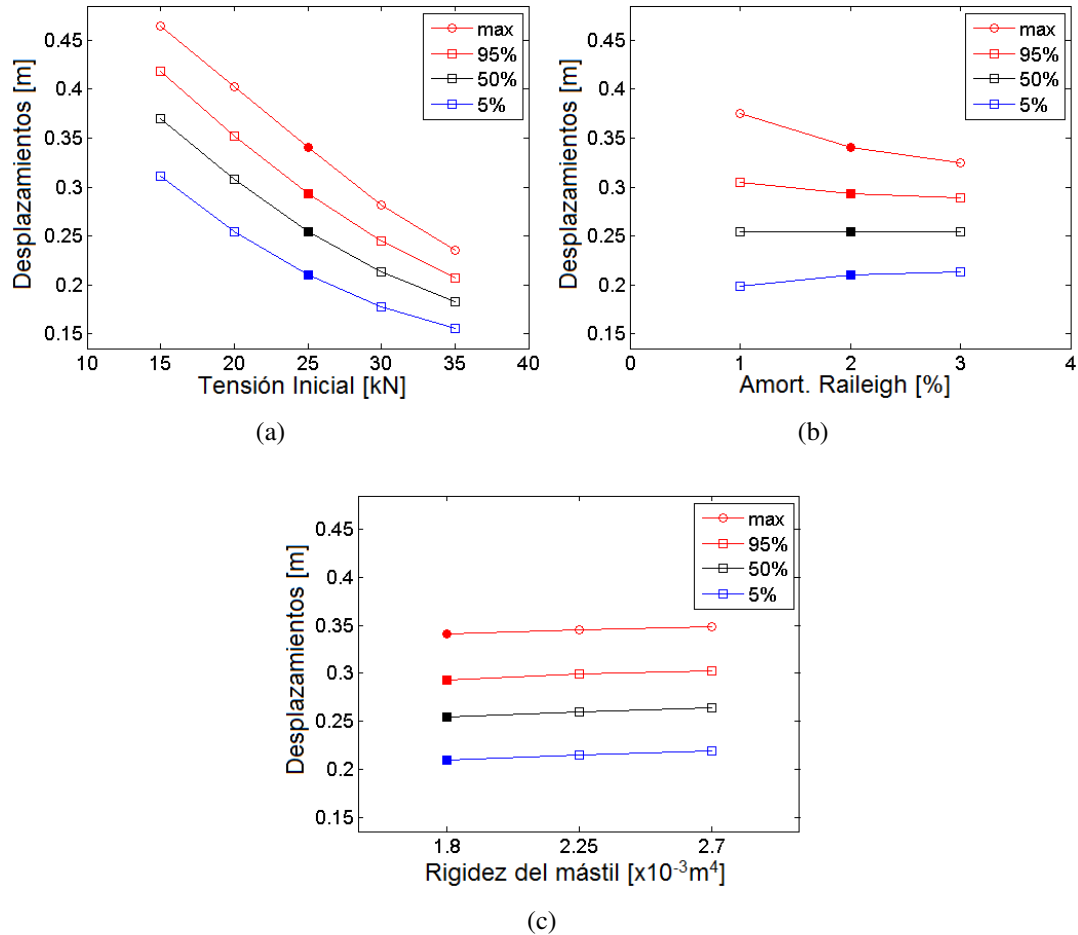 Desplazamientos [m]
0.45
0.4
0.35
0.3
0.25
0.2
0.15
10 15 20 25 30 35 40
Tensión Inicial [kN]
max
95%
50%
5%
(a)
Desplazamientos [m]
0.45
0.4
0.35
0.3
0.25
0.2
0.15
0 1 2 3 4
Amort. Raileigh [%]
max
95%
50%
5%
(b)
Desplazamientos [m]
0.45
0.4
0.35
0.3
0.25
0.2
0.15
1.8 2.25 2.7
Rigidez del mástil [x10⁻³m⁴]
max
95%
50%
5%
(c)